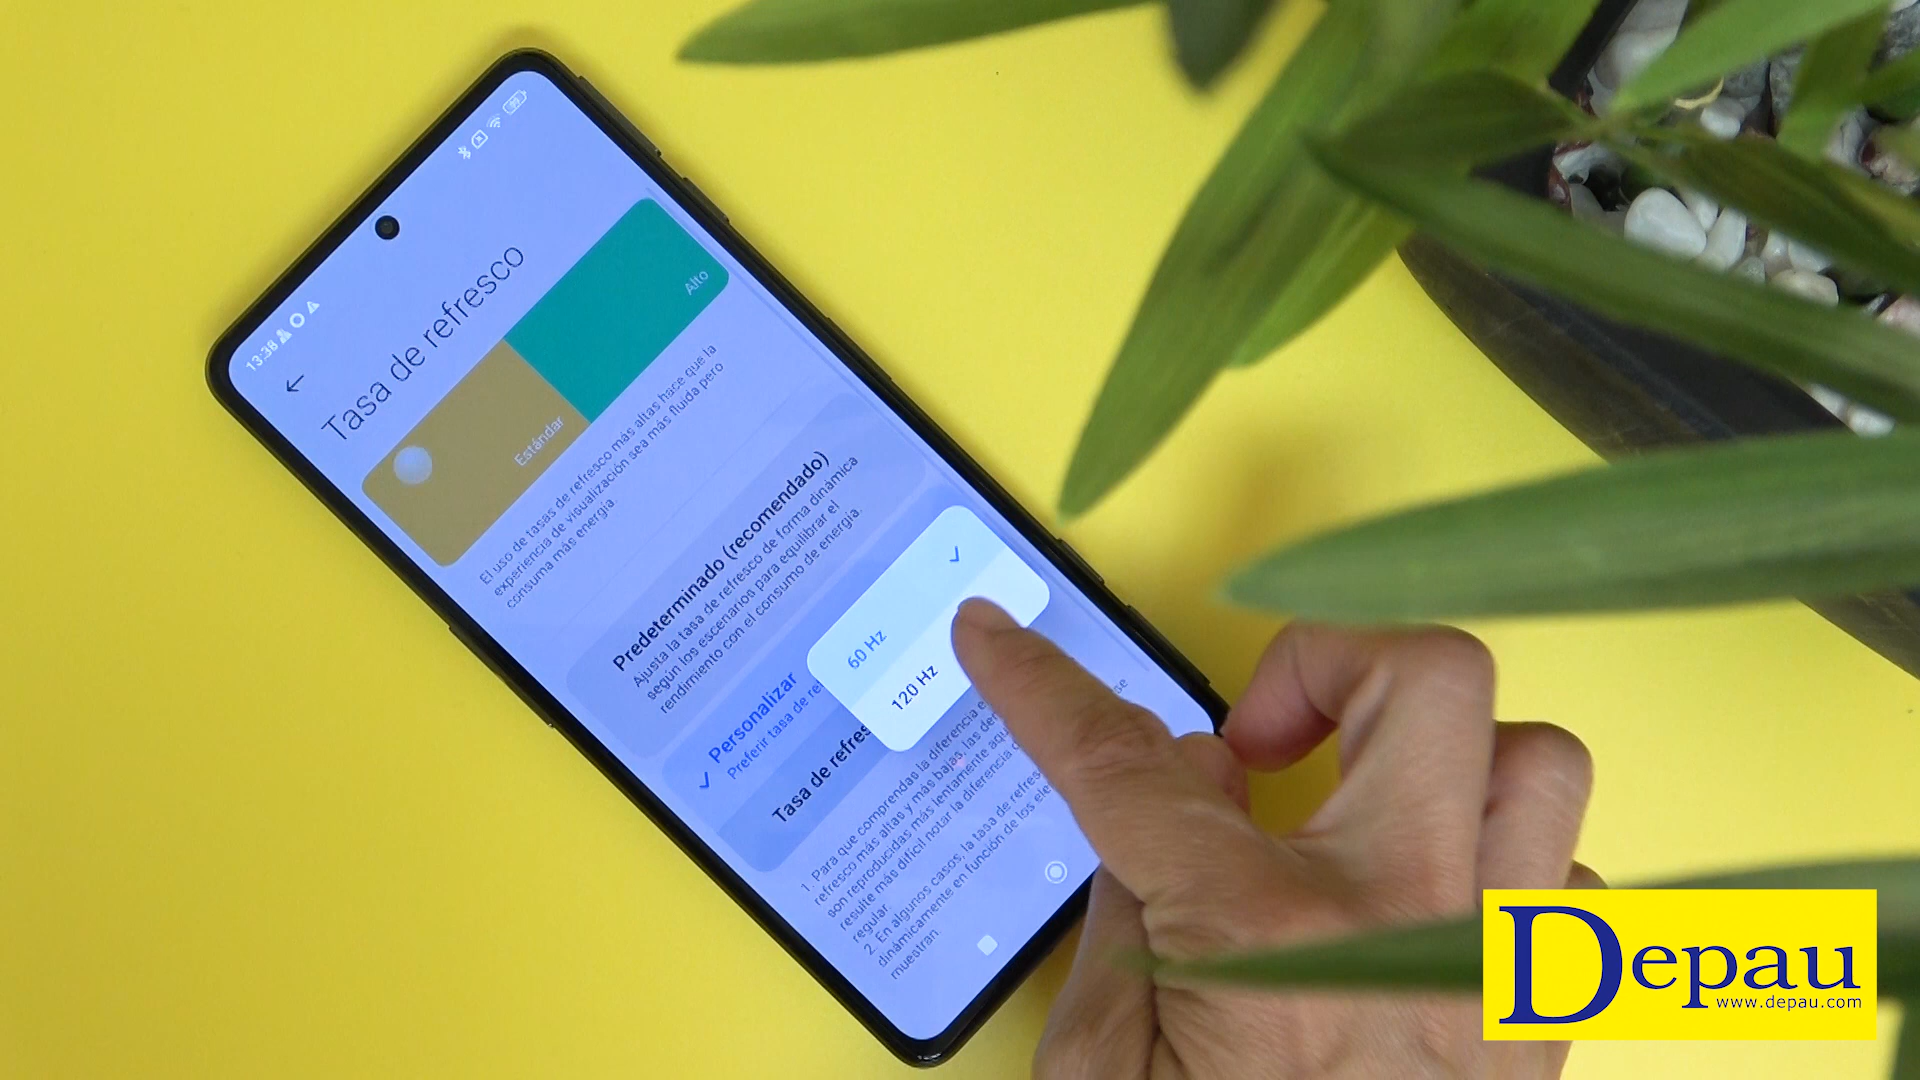 13:38
Tasa de refresco
Estándar
Alto
El uso de tasas de refresco más altas hace que la
experiencia de visualización sea más fluida pero
consuma más energía.
Predeterminado (recomendado)
Ajusta la tasa de refresco de forma dinámica
según los escenarios para equilibrar el
rendimiento con el consumo de energía.
Personalizar
Preferir tasa de
Tasa de refres
60 Hz
120 Hz
1. Para que comprendas la diferencia
refresco más altas y más bajas, las
son reproducidas más lentamente
resulte más difícil notar la diferencia
regular.
2. En algunos casos, la tasa de
dinámicamente en función de los
muestran.
Depau
www.depau.com